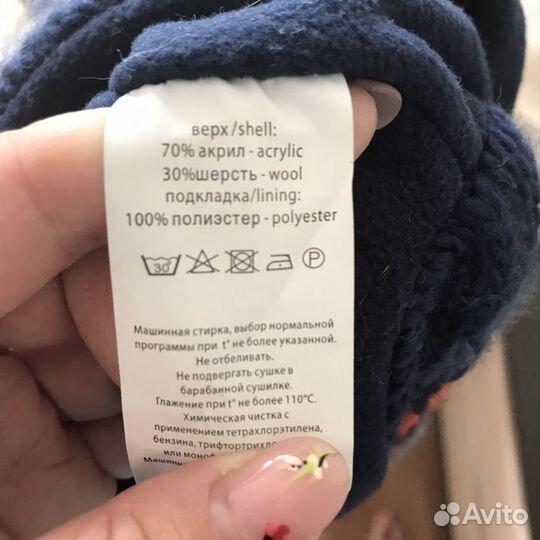 верх/shell:
70% акрил - acrylic
30%шерсть - wool
подкладка/lining:
100% полиэстер - polyester
30
P
Машинная стирка, выбор нормальной
программы при t° не более указанной.
Не отбеливать.
Не подвергать сушке в
барабанной сушилке.
Глажение при t° не более 110°С.
Химическая чистка с
применением тетрахлорэтилена,
бензина,
или
Avito